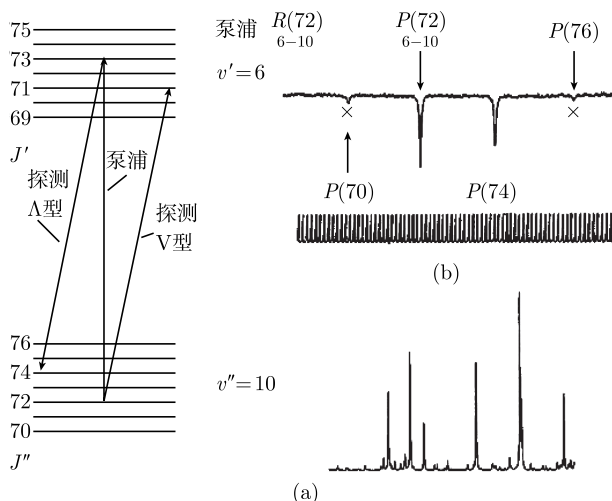 75
73
71
69
J′
探测
Λ型
泵浦
探测
V型
76
74
72
70
J″
泵浦
v′=6
R(72)
6−10
P(72)
6−10
P(76)
×
×
P(70)
P(74)
(b)
v″=10
(a)